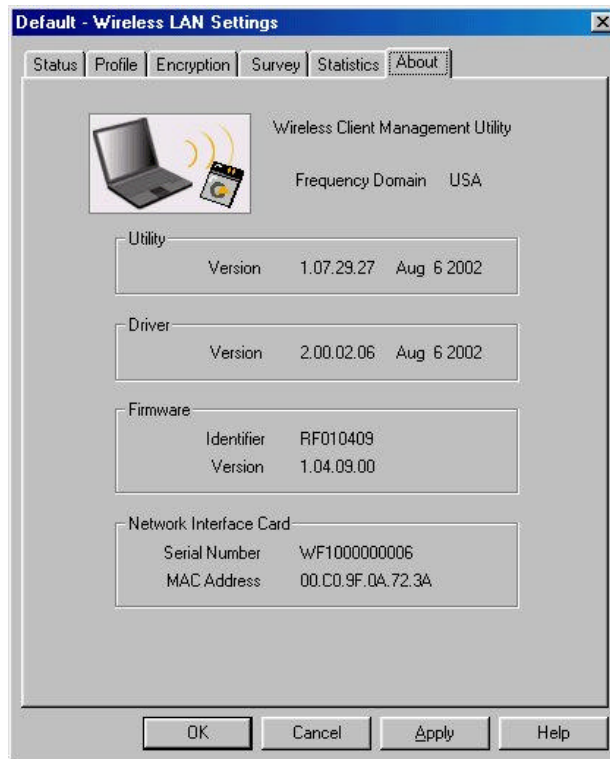 Default - Wireless LAN Settings
Status Profile Encryption Survey Statistics About
Wireless Client Management Utility
Frequency Domain USA
Utility
Version 1.07.29.27 Aug 6 2002
Driver
Version 2.00.02.06 Aug 6 2002
Firmware
Identifier RF010409
Version 1.04.09.00
Network Interface Card
Serial Number WF1000000006
MAC Address 00.C0.9F.0A.72.3A
OK Cancel Apply Help